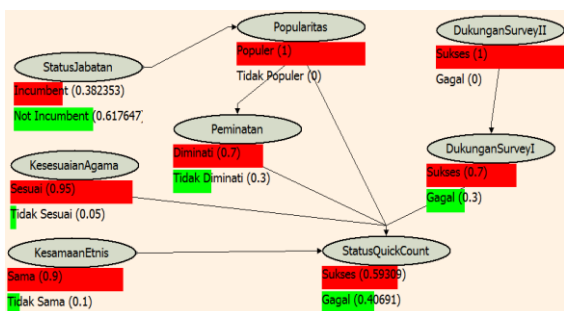 Popularitas
Populer (1)
Tidak Populer (0)
DukunganSurveyII
Sukses (1)
Gagal (0)
StatusJabatan
Incumbent (0.382353)
Not Incumbent (0.617647)
Peminatan
Diminati (0.7)
Tidak Diminati (0.3)
DukunganSurveyI
Sukses (0.7)
Gagal (0.3)
KesesuaianAgama
Sesuai (0.95)
Tidak Sesuai (0.05)
KesamaanEtnis
Sama (0.9)
Tidak Sama (0.1)
StatusQuickCount
Sukses (0.59309)
Gagal (0.40691)